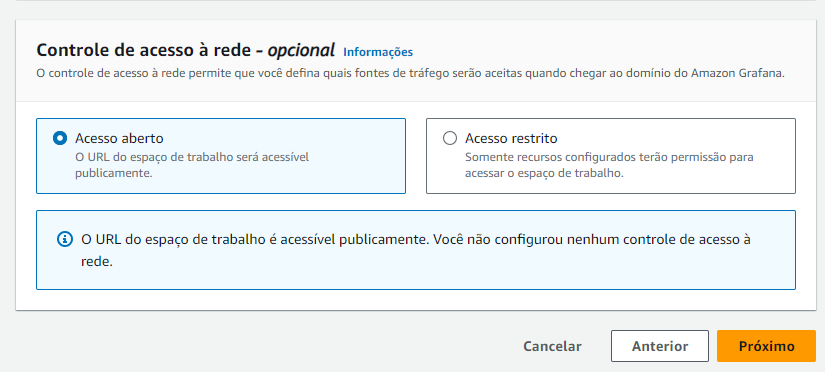 Controle de acesso à rede - opcional Informações
O controle de acesso à rede permite que você defina quais fontes de tráfego serão aceitas quando chegar ao domínio do Amazon Grafana.
Acesso aberto
O URL do espaço de trabalho será acessível
publicamente.
Acesso restrito
Somente recursos configurados terão permissão para
acessar o espaço de trabalho.
O URL do espaço de trabalho é acessível publicamente. Você não configurou nenhum controle de acesso à
rede.
Cancelar Anterior Próximo